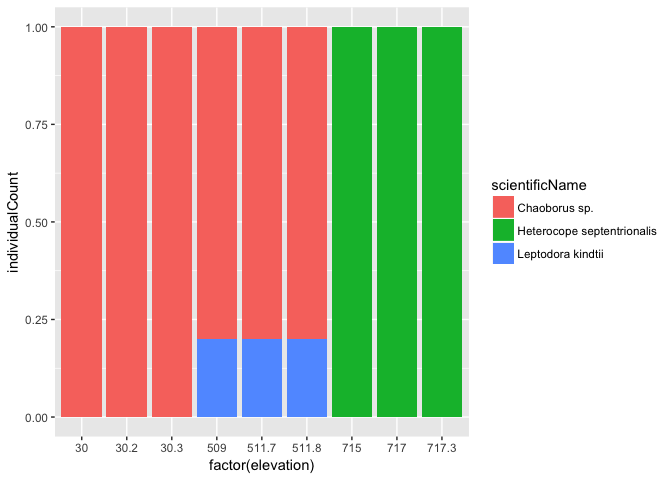 1.00
0.75
0.50
0.25
0.00
individualCount
30 30.2 30.3 509 511.7 511.8 715 717 717.3
factor(elevation)
scientificName
Chaoborus sp.
Heterocope septentrionalis
Leptodora kindtii